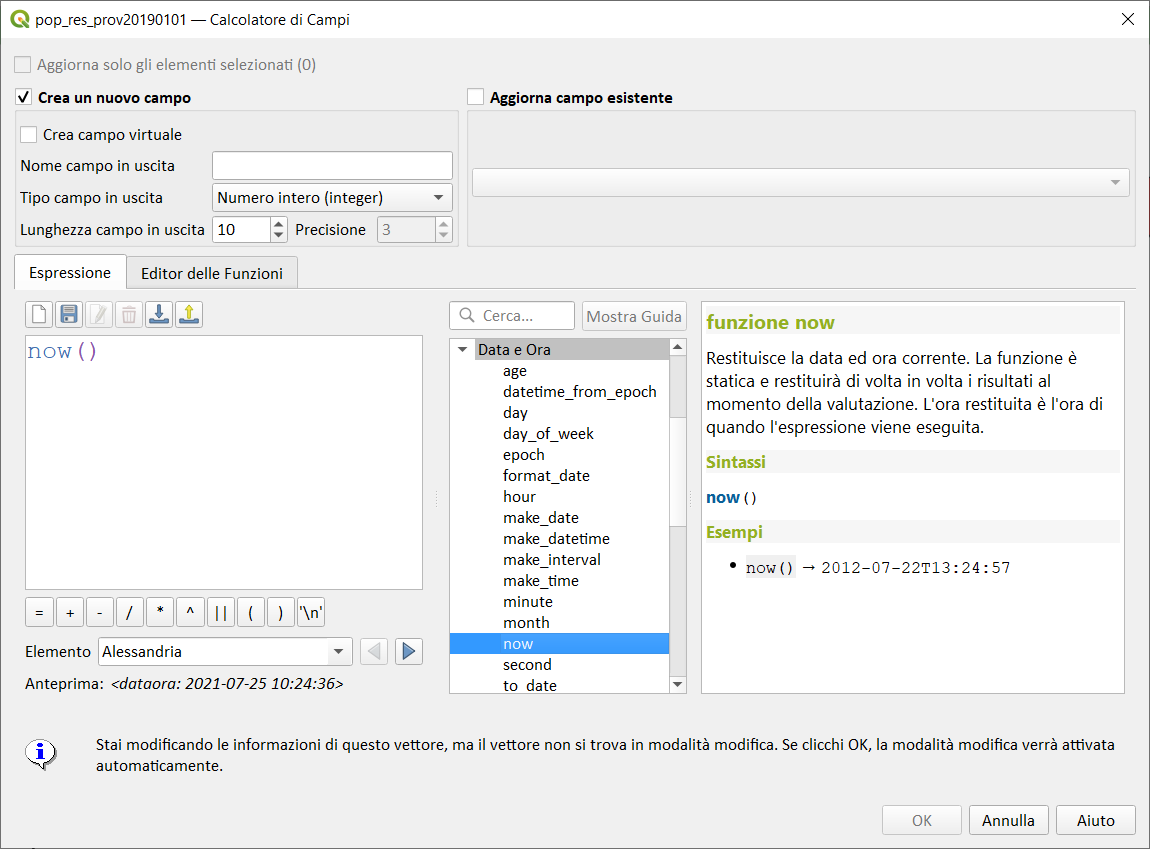 pop_res_prov20190101 — Calcolatore di Campi
Aggiorna solo gli elementi selezionati (0)
Crea un nuovo campo
Aggiorna campo esistente
Crea campo virtuale
Nome campo in uscita
Tipo campo in uscita Numero intero (integer)
Lunghezza campo in uscita 10 Precisione 3
Espressione Editor delle Funzioni
now()
= + - / * ^ || ( ) '\n'
Elemento Alessandria
Anteprima: <dataora: 2021-07-25 10:24:36>
Cerca... Mostra Guida
Data e Ora
age
datetime_from_epoch
day
day_of_week
epoch
format_date
hour
make_date
make_datetime
make_interval
make_time
minute
month
now
second
to_date
funzione now
Restituisce la data ed ora corrente. La funzione è
statica e restituirà di volta in volta i risultati al
momento della valutazione. L'ora restituita è l'ora di
quando l'espressione viene eseguita.
Sintassi
now()
Esempi
• now() → 2012-07-22T13:24:57
Stai modificando le informazioni di questo vettore, ma il vettore non si trova in modalità modifica. Se clicchi OK, la modalità modifica verrà attivata
automaticamente.
OK Annulla Aiuto